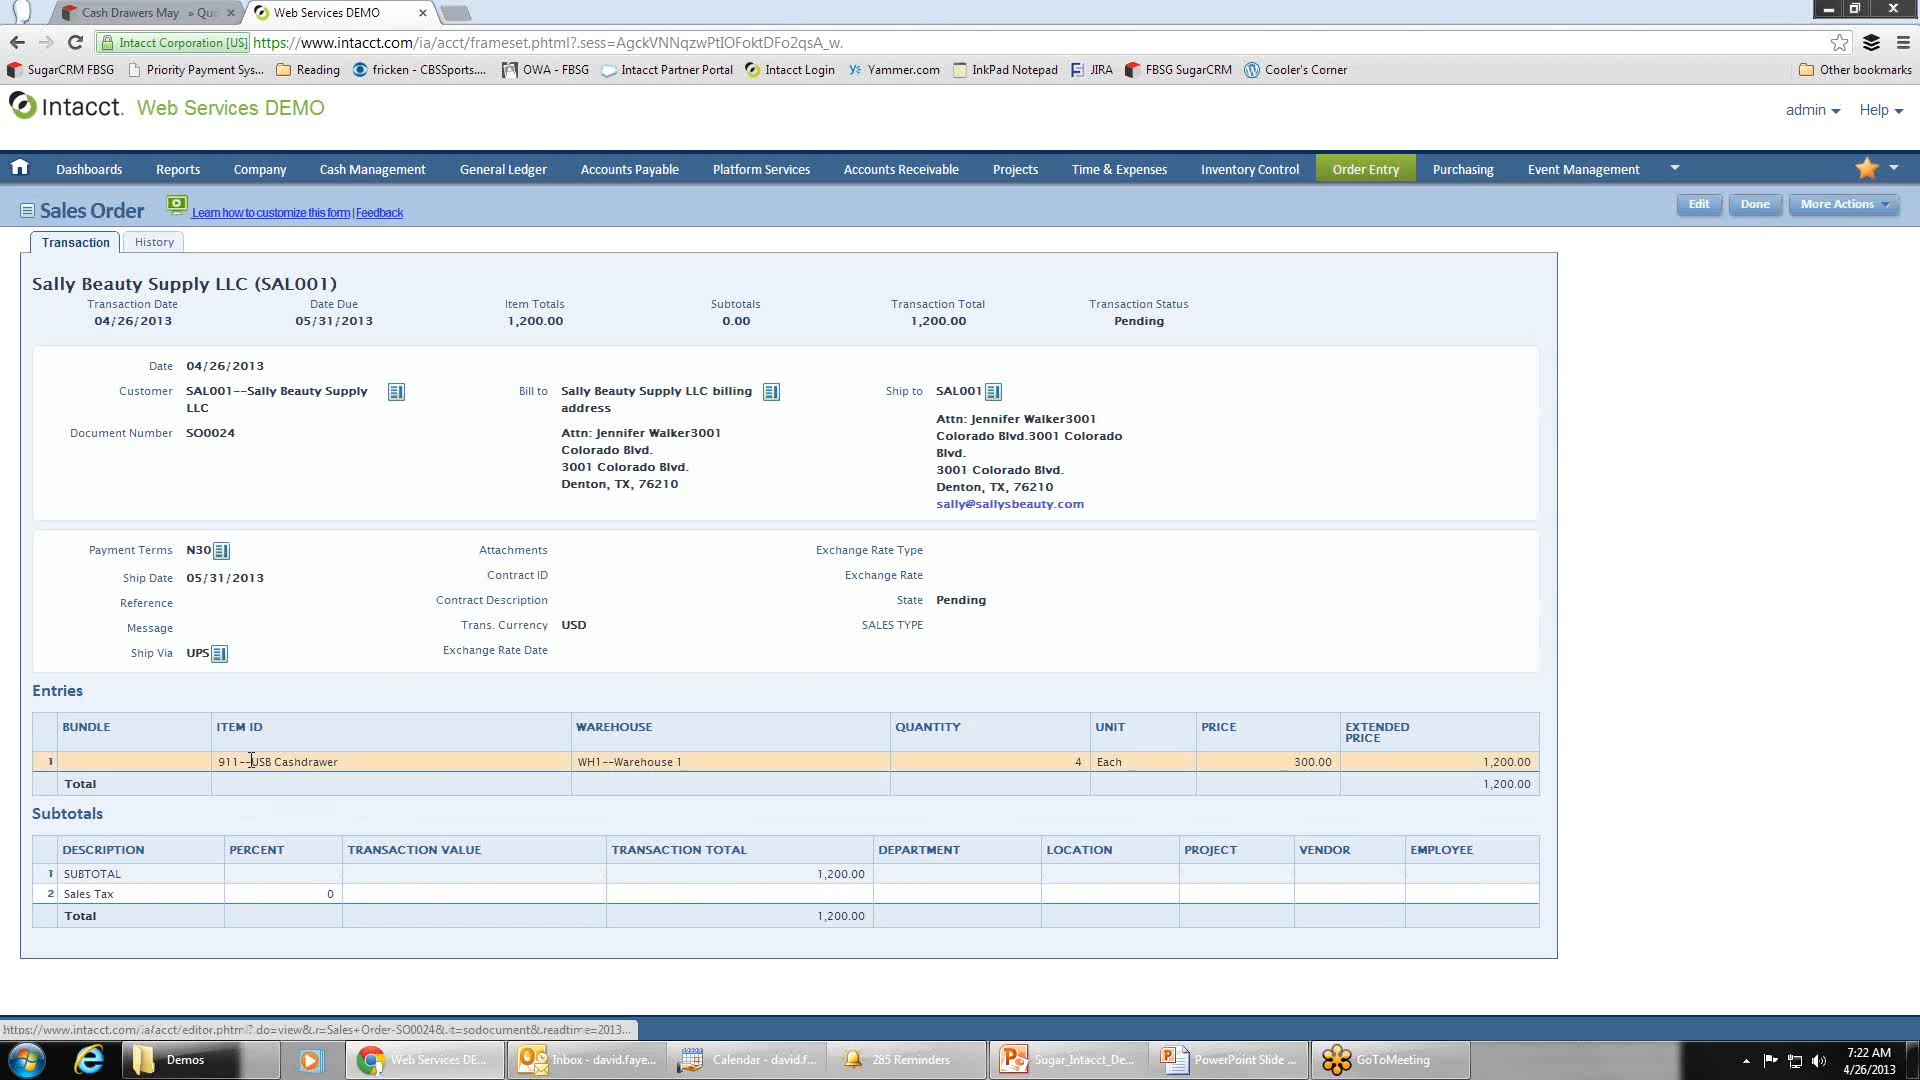 Cash Drawers May » Quo
Web Services DEMO
Intacct Corporation [US]
https://www.intacct.com/ia/acct/frameset.phtml?.sess=AgckVNNqzwPtIOFoktDFo2qsA_w.
SugarCRM FBSG
Priority Payment Sys...
Reading
fricken - CBSSports....
OWA - FBSG
Intacct Partner Portal
Intacct Login
Yammer.com
InkPad Notepad
JIRA
FBSG SugarCRM
Cooler's Corner
Other bookmarks
Intacct. Web Services DEMO
admin
Help
Dashboards
Reports
Company
Cash Management
General Ledger
Accounts Payable
Platform Services
Accounts Receivable
Projects
Time & Expenses
Inventory Control
Order Entry
Purchasing
Event Management
Sales Order
Learn how to customize this form | Feedback
Edit
Done
More Actions
Transaction
History
Sally Beauty Supply LLC (SAL001)
Transaction Date
Date Due
Item Totals
Subtotals
Transaction Total
Transaction Status
04/26/2013
05/31/2013
1,200.00
0.00
1,200.00
Pending
Date 04/26/2013
Customer SAL001--Sally Beauty Supply
LLC
Document Number SO0024
Bill to Sally Beauty Supply LLC billing
address
Attn: Jennifer Walker3001
Colorado Blvd.
3001 Colorado Blvd.
Denton, TX, 76210
Ship to SAL001
Attn: Jennifer Walker3001
Colorado Blvd.3001 Colorado
Blvd.
3001 Colorado Blvd.
Denton, TX, 76210
sally@sallysbeauty.com
Payment Terms N30
Ship Date 05/31/2013
Reference
Message
Ship Via UPS
Attachments
Contract ID
Contract Description
Trans. Currency USD
Exchange Rate Date
Exchange Rate Type
Exchange Rate
State Pending
SALES TYPE
Entries
BUNDLE
ITEM ID
WAREHOUSE
QUANTITY
UNIT
PRICE
EXTENDED
PRICE
1 911--USB Cashdrawer WH1--Warehouse 1 4 Each 300.00 1,200.00
Total 1,200.00
Subtotals
DESCRIPTION
PERCENT
TRANSACTION VALUE
TRANSACTION TOTAL
DEPARTMENT
LOCATION
PROJECT
VENDOR
EMPLOYEE
1 SUBTOTAL 1,200.00
2 Sales Tax 0
Total 1,200.00
https://www.intacct.com/ia/acct/editor.phtml?.do=view&.r=Sales+Order-SO0024&.it=sodocument&.readtime=2013...
Demos
Web Services DE...
Inbox - david.faye...
Calendar - david.f...
285 Reminders
Sugar_Intacct_De...
PowerPoint Slide ...
GoToMeeting
7:22 AM
4/26/2013